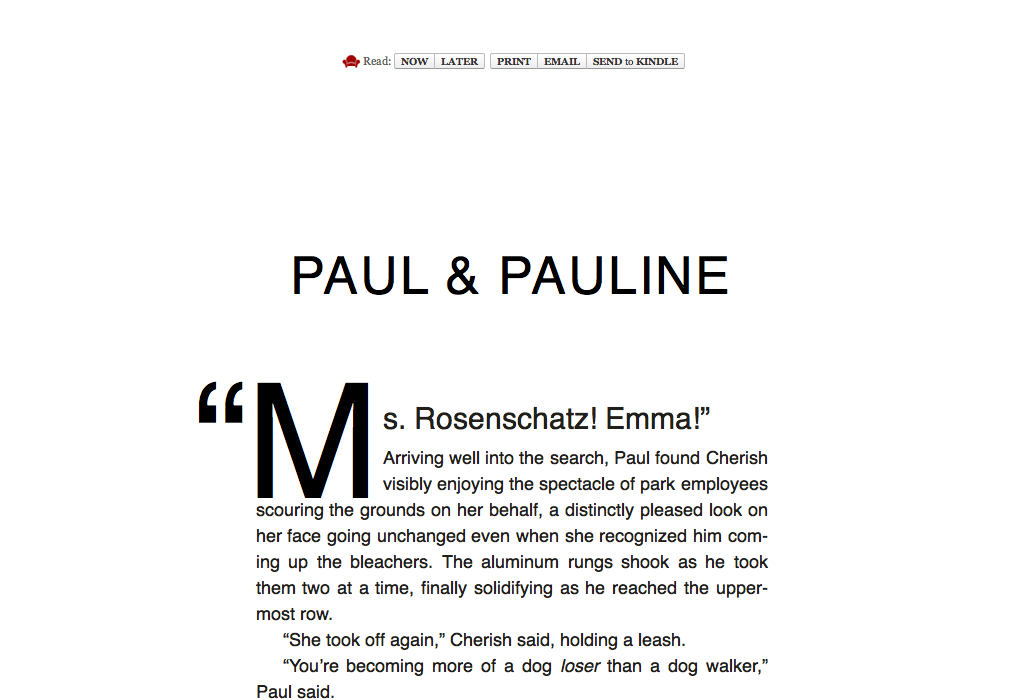 Read: NOW LATER PRINT EMAIL SEND to KINDLE
PAUL & PAULINE
“Ms. Rosenschatz! Emma!”
Arriving well into the search, Paul found Cherish
visibly enjoying the spectacle of park employees
scouring the grounds on her behalf, a distinctly pleased look on
her face going unchanged even when she recognized him com-
ing up the bleachers. The aluminum rungs shook as he took
them two at a time, finally solidifying as he reached the upper-
most row.
“She took off again,” Cherish said, holding a leash.
“You’re becoming more of a dog loser than a dog walker,”
Paul said.